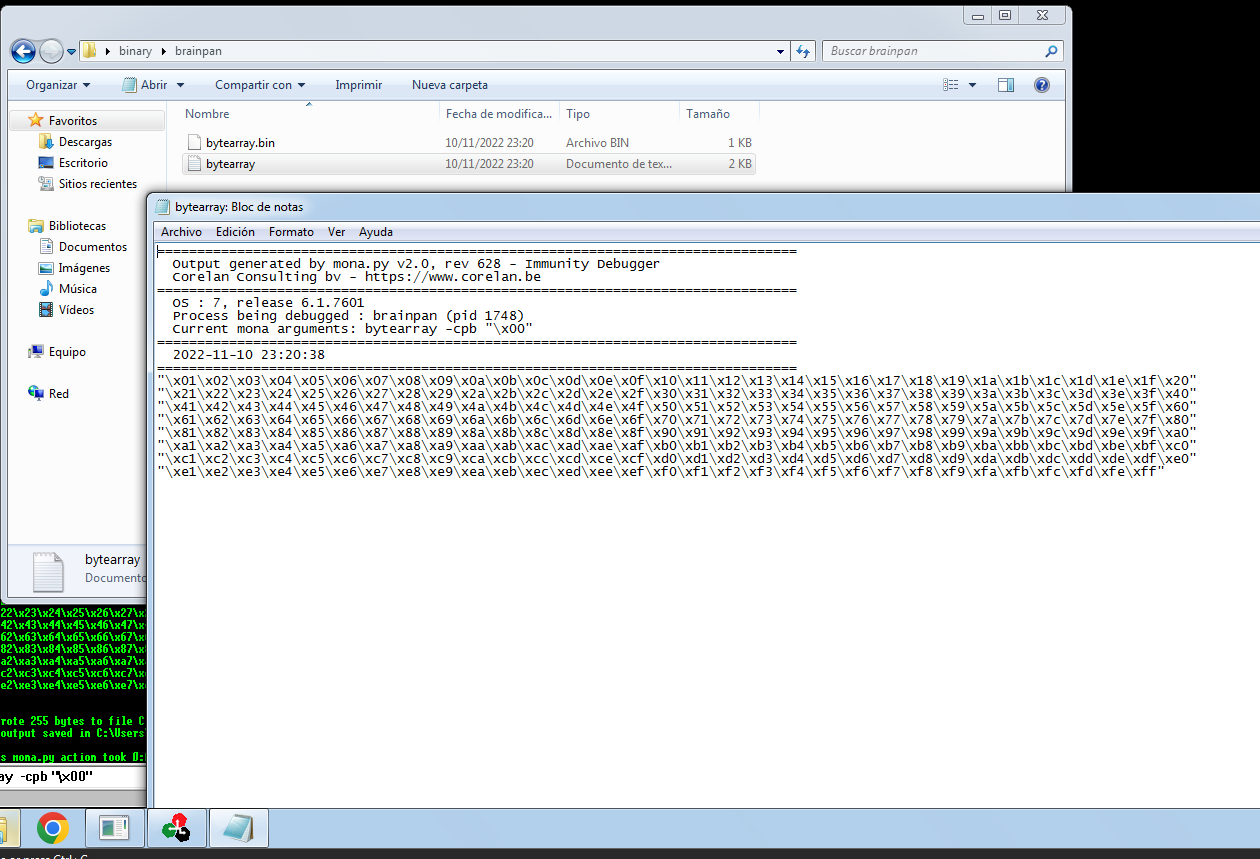 binary ▸ brainpan
Buscar brainpan
Organizar Abrir Compartir con Imprimir Nueva carpeta
Nombre Fecha de modifica... Tipo Tamaño
Favoritos
Descargas
Escritorio
Sitios recientes
Bibliotecas
Documentos
Imágenes
Música
Vídeos
Equipo
Red
bytearray.bin 10/11/2022 23:20 Archivo BIN 1 KB
bytearray 10/11/2022 23:20 Documento de tex... 2 KB
bytearray: Bloc de notas
Archivo Edición Formato Ver Ayuda
================================================================================
Output generated by mona.py v2.0, rev 628 - Immunity Debugger
Corelan Consulting bv - https://www.corelan.be
================================================================================
OS : 7, release 6.1.7601
Process being debugged : brainpan (pid 1748)
Current mona arguments: bytearray -cpb "\x00"
================================================================================
2022-11-10 23:20:38
================================================================================
"\x01\x02\x03\x04\x05\x06\x07\x08\x09\x0a\x0b\x0c\x0d\x0e\x0f\x10\x11\x12\x13\x14\x15\x16\x17\x18\x19\x1a\x1b\x1c\x1d\x1e\x1f\x20"
"\x21\x22\x23\x24\x25\x26\x27\x28\x29\x2a\x2b\x2c\x2d\x2e\x2f\x30\x31\x32\x33\x34\x35\x36\x37\x38\x39\x3a\x3b\x3c\x3d\x3e\x3f\x40"
"\x41\x42\x43\x44\x45\x46\x47\x48\x49\x4a\x4b\x4c\x4d\x4e\x4f\x50\x51\x52\x53\x54\x55\x56\x57\x58\x59\x5a\x5b\x5c\x5d\x5e\x5f\x60"
"\x61\x62\x63\x64\x65\x66\x67\x68\x69\x6a\x6b\x6c\x6d\x6e\x6f\x70\x71\x72\x73\x74\x75\x76\x77\x78\x79\x7a\x7b\x7c\x7d\x7e\x7f\x80"
"\x81\x82\x83\x84\x85\x86\x87\x88\x89\x8a\x8b\x8c\x8d\x8e\x8f\x90\x91\x92\x93\x94\x95\x96\x97\x98\x99\x9a\x9b\x9c\x9d\x9e\x9f\xa0"
"\xa1\xa2\xa3\xa4\xa5\xa6\xa7\xa8\xa9\xaa\xab\xac\xad\xae\xaf\xb0\xb1\xb2\xb3\xb4\xb5\xb6\xb7\xb8\xb9\xba\xbb\xbc\xbd\xbe\xbf\xc0"
"\xc1\xc2\xc3\xc4\xc5\xc6\xc7\xc8\xc9\xca\xcb\xcc\xcd\xce\xcf\xd0\xd1\xd2\xd3\xd4\xd5\xd6\xd7\xd8\xd9\xda\xdb\xdc\xdd\xde\xdf\xe0"
"\xe1\xe2\xe3\xe4\xe5\xe6\xe7\xe8\xe9\xea\xeb\xec\xed\xee\xef\xf0\xf1\xf2\xf3\xf4\xf5\xf6\xf7\xf8\xf9\xfa\xfb\xfc\xfd\xfe\xff"
bytearray
Documento
22\x23\x24\x25\x26\x27\x
42\x43\x44\x45\x46\x47\x
62\x63\x64\x65\x66\x67\x
82\x83\x84\x85\x86\x87\x
a2\xa3\xa4\xa5\xa6\xa7\x
c2\xc3\xc4\xc5\xc6\xc7\x
e2\xe3\xe4\xe5\xe6\xe7\x
rote 255 bytes to file C
output saved in C:\Users
s mona.py action took 0:
ay -cpb "\x00"